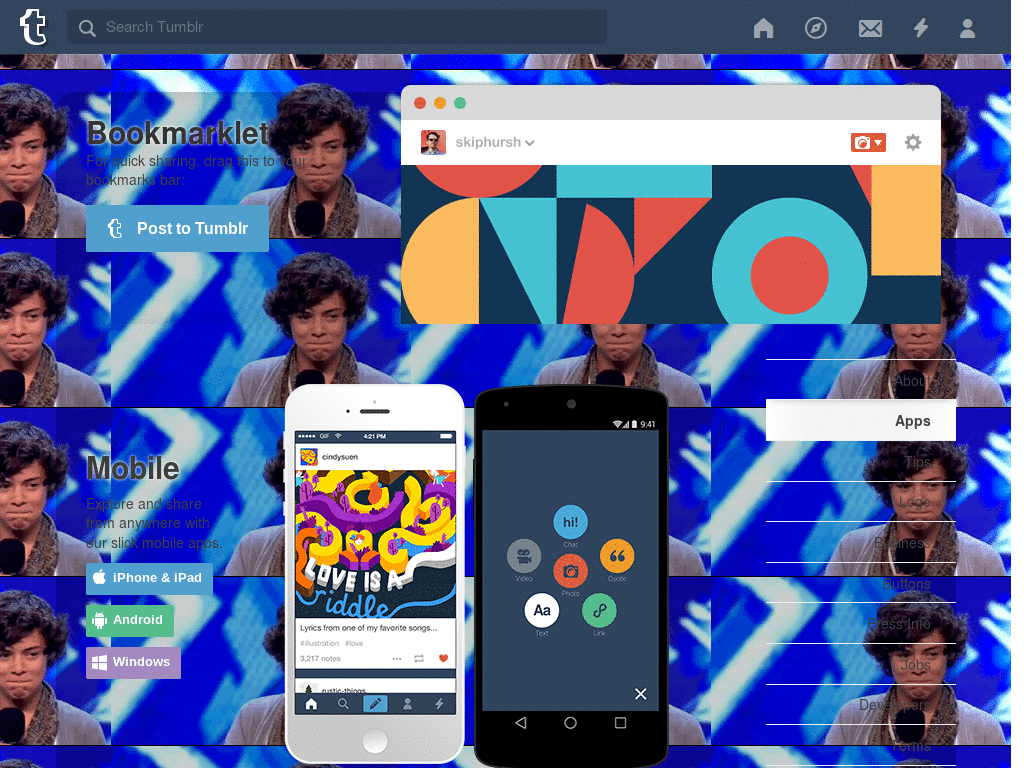 Search Tumblr
Bookmarklet
For quick sharing, drag this to your
bookmarks bar:
Post to Tumblr
skiphursh
About
Apps
Tips
Logo
Business
Buttons
Press Info
Jobs
Developers
Terms
Mobile
Explore and share
from anywhere with
our slick mobile apps.
iPhone & iPad
Android
Windows
GIF
4:21 PM
cindysuen
LOVE IS A
riddle
Lyrics from one of my favorite songs...
#illustration #love
3,217 notes
rustic-things
9:41
hi!
Chat
Video
Quote
Photo
Aa
Text
Link